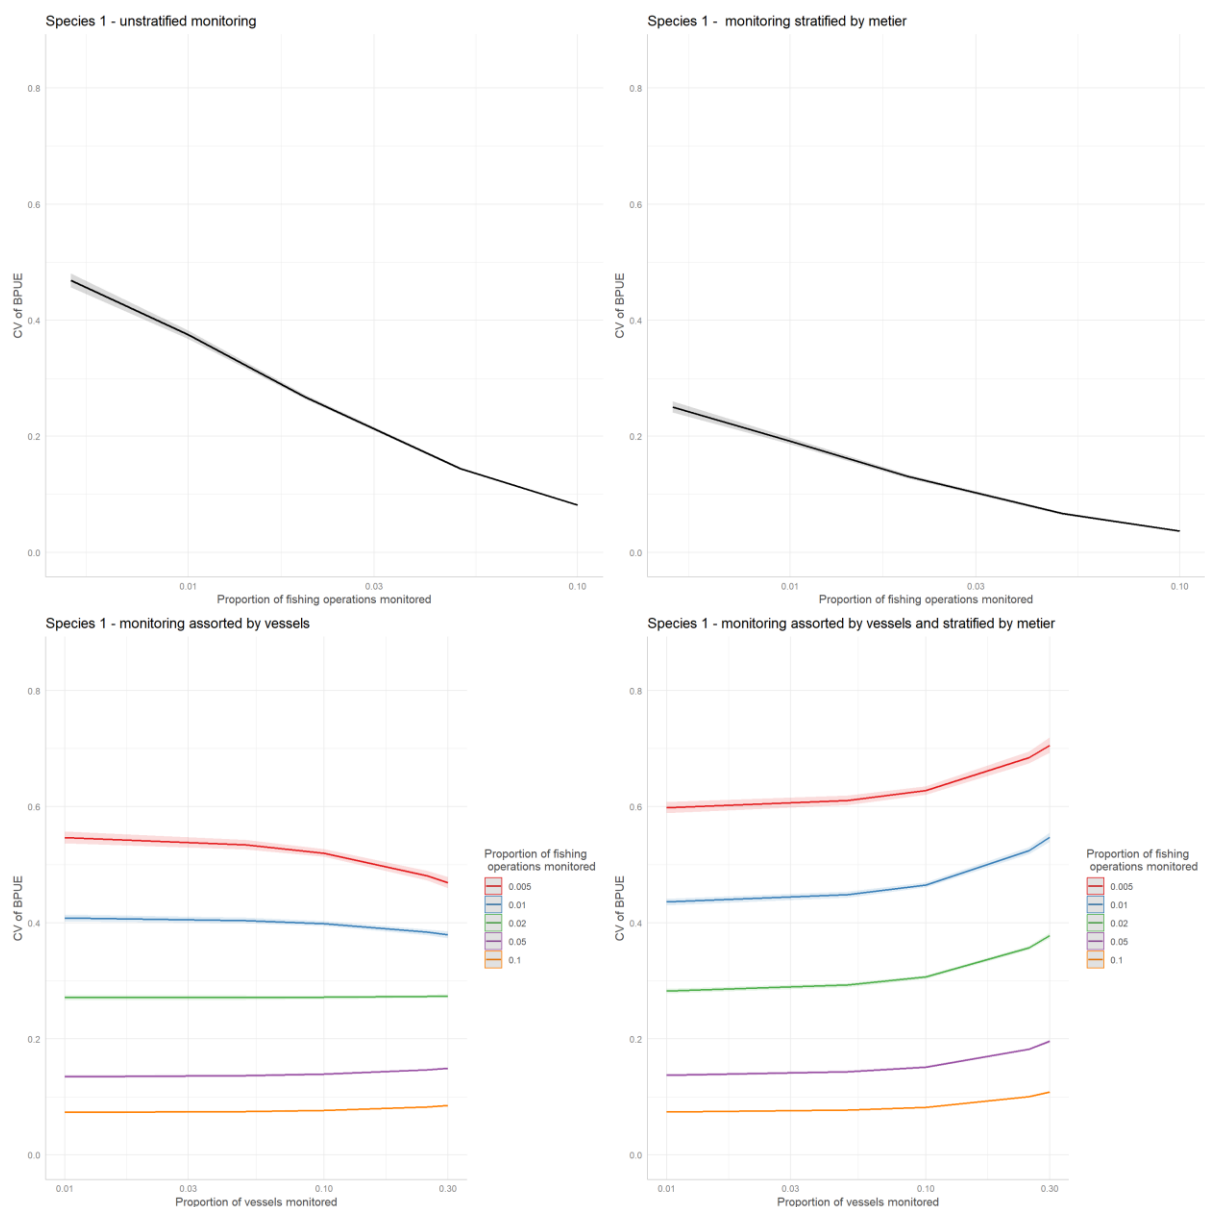 Species 1 - unstratified monitoring
CV of BPUE
0.8
0.6
0.4
0.2
0.0
0.01
0.03
0.10
Proportion of fishing operations monitored
Species 1 -  monitoring stratified by metier
CV of BPUE
0.8
0.6
0.4
0.2
0.0
0.01
0.03
0.10
Proportion of fishing operations monitored
Species 1 - monitoring assorted by vessels
CV of BPUE
0.8
0.6
0.4
0.2
0.0
0.01
0.03
0.10
0.30
Proportion of vessels monitored
Proportion of fishing
operations monitored
0.005
0.01
0.02
0.05
0.1
Species 1 - monitoring assorted by vessels and stratified by metier
CV of BPUE
0.8
0.6
0.4
0.2
0.0
0.01
0.03
0.10
0.30
Proportion of vessels monitored
Proportion of fishing
operations monitored
0.005
0.01
0.02
0.05
0.1